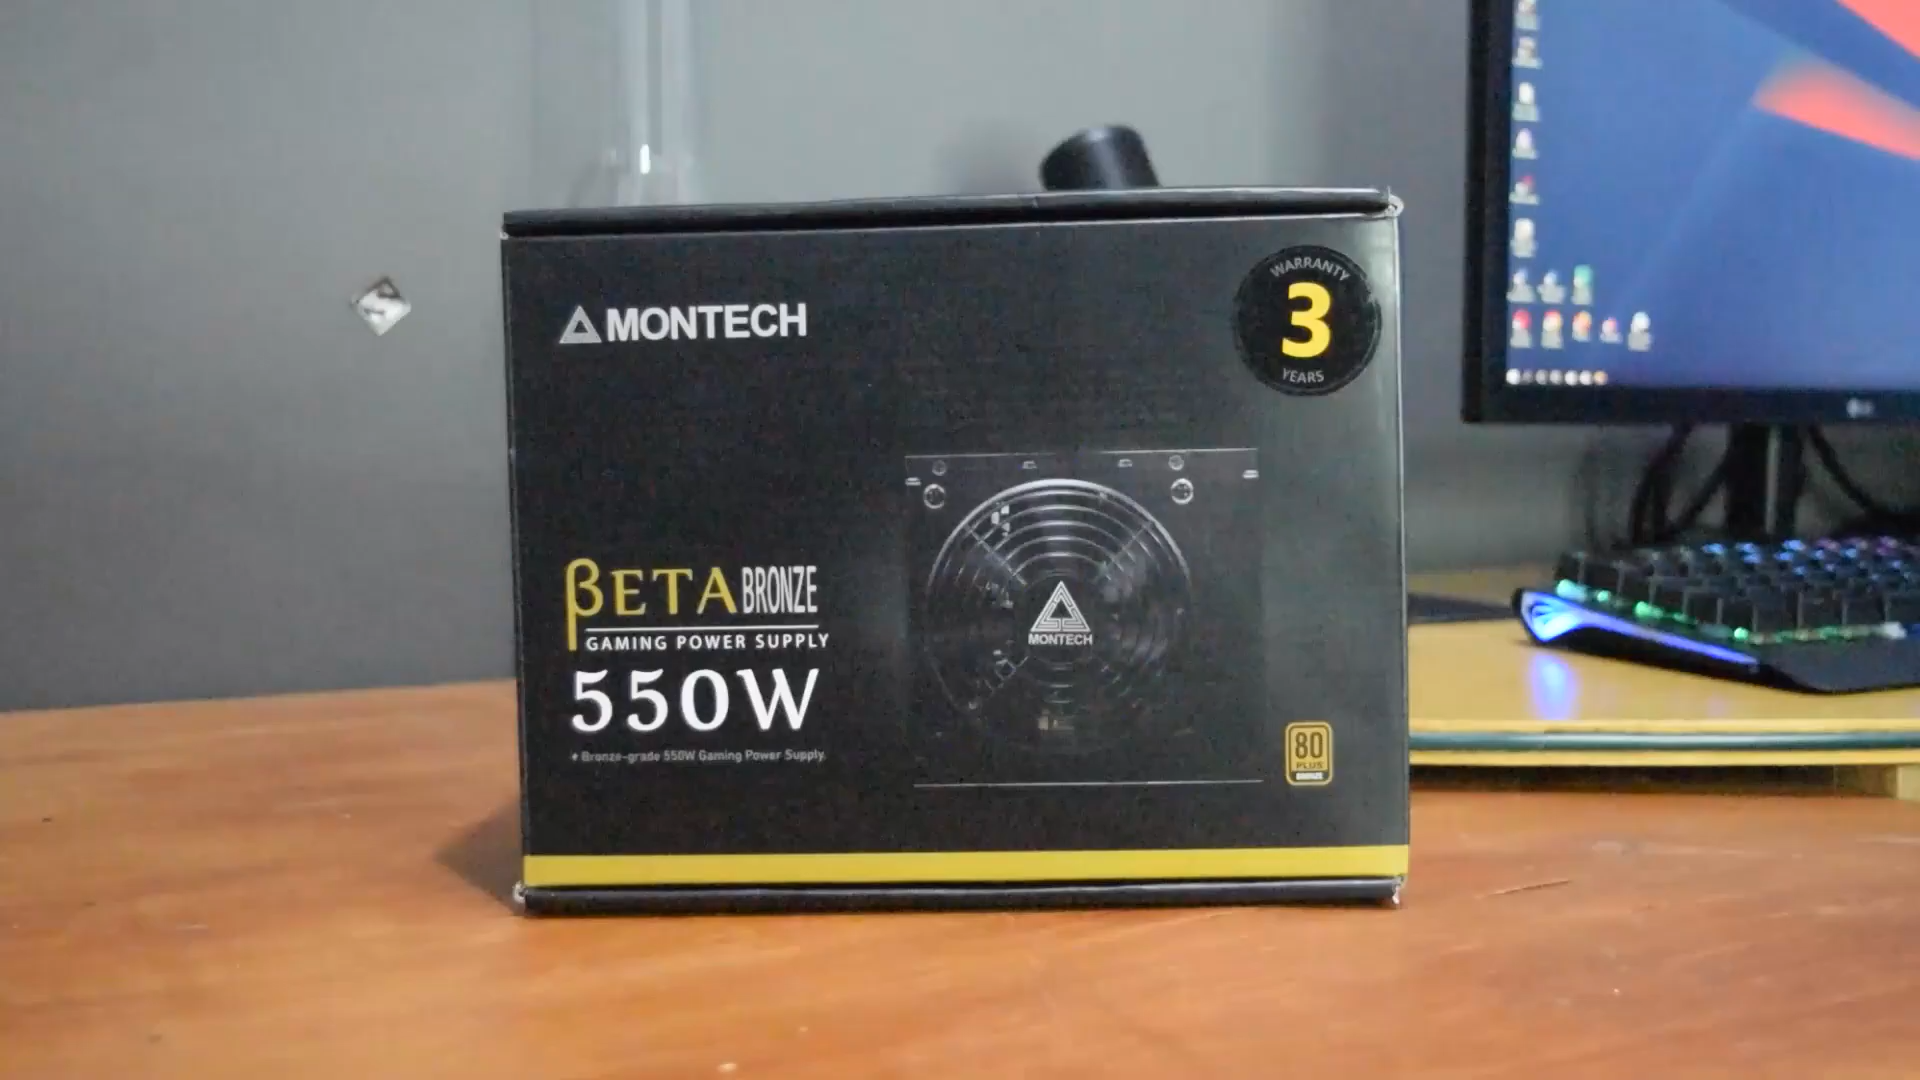 MONTECH
WARRANTY
3
YEARS
βETA BRONZE
GAMING POWER SUPPLY
550W
Bronze-grade 550W Gaming Power Supply.
MONTECH
80
PLUS
BRONZE
LG